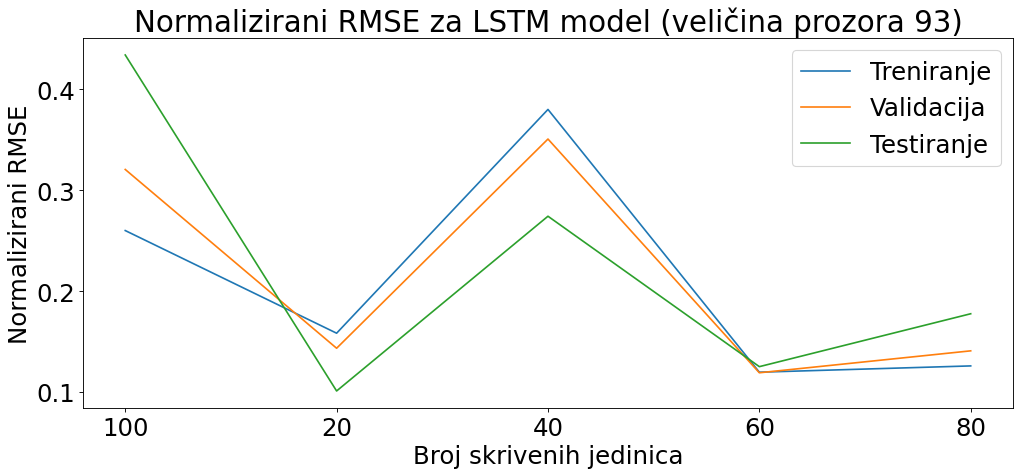 Normalizirani RMSE za LSTM model (veličina prozora 93)
Normalizirani RMSE
0.4
0.3
0.2
0.1
Treniranje
Validacija
Testiranje
100 20 40 60 80
Broj skrivenih jedinica